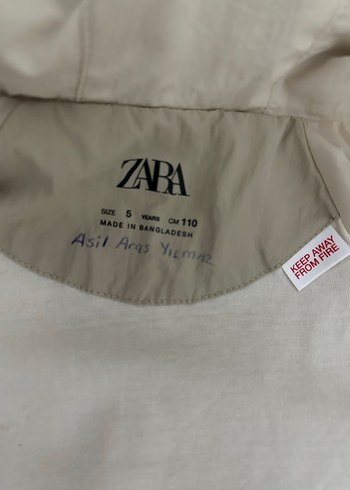 ZARA
SIZE 5 YEARS CM 110
MADE IN BANGLADESH
Asil Aras Yılmaz
KEEP AWAY
FROM FIRE